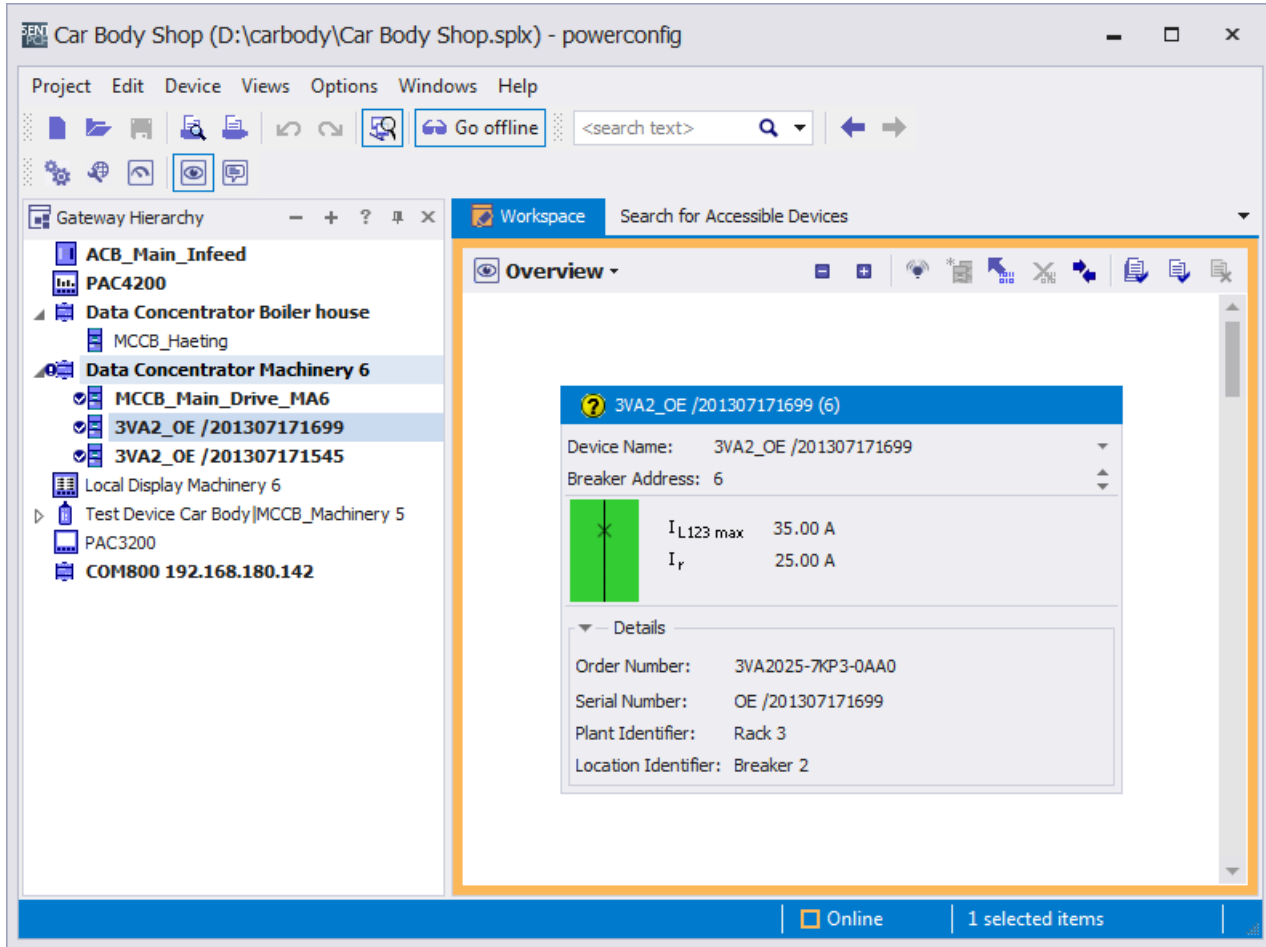 SENT
PCF
Car Body Shop (D:\carbody\Car Body Shop.splx) - powerconfig
Project Edit Device Views Options Windows Help
Go offline
<search text>
Gateway Hierarchy
Workspace
Search for Accessible Devices
ACB_Main_Infeed
PAC4200
Data Concentrator Boiler house
MCCB_Haeting
Data Concentrator Machinery 6
MCCB_Main_Drive_MA6
3VA2_OE /201307171699
3VA2_OE /201307171545
Local Display Machinery 6
Test Device Car Body|MCCB_Machinery 5
PAC3200
COM800 192.168.180.142
Overview
3VA2_OE /201307171699 (6)
Device Name: 3VA2_OE /201307171699
Breaker Address: 6
IL123 max 35.00 A
Ir 25.00 A
Details
Order Number: 3VA2025-7KP3-0AA0
Serial Number: OE /201307171699
Plant Identifier: Rack 3
Location Identifier: Breaker 2
Online
1 selected items